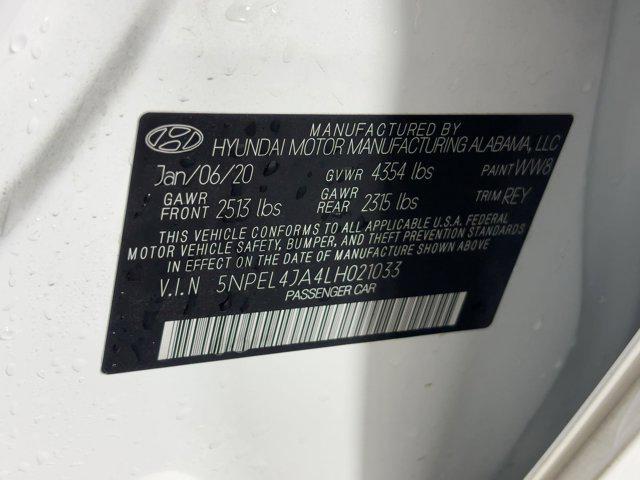 MANUFACTURED BY
HYUNDAI MOTOR MANUFACTURING ALABAMA, LLC
Jan/06/20 GVWR 4354 lbs PAINT WW8
GAWR FRONT 2513 lbs GAWR REAR 2315 lbs TRIM REY
THIS VEHICLE CONFORMS TO ALL APPLICABLE U.S.A. FEDERAL
MOTOR VEHICLE SAFETY, BUMPER, AND THEFT PREVENTION STANDARDS
IN EFFECT ON THE DATE OF MANUFACTURE SHOWN ABOVE.
V.I.N 5NPEL4JA4LH021033
PASSENGER CAR